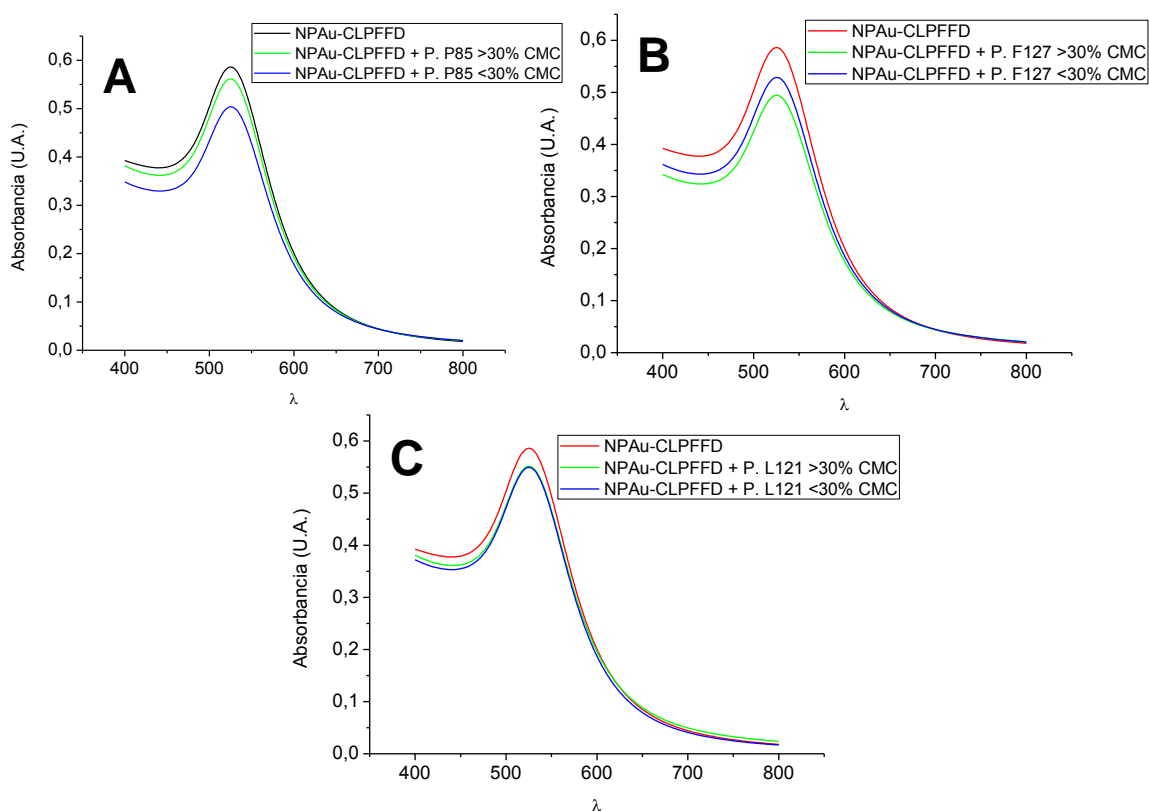 A
NPAu-CLPFFD
NPAu-CLPFFD + P. P85 >30% CMC
NPAu-CLPFFD + P. P85 <30% CMC
0,6
0,5
0,4
0,3
0,2
0,1
0,0
Absorbancia (U.A.)
400
500
600
700
800
λ
B
NPAu-CLPFFD
NPAu-CLPFFD + P. F127 >30% CMC
NPAu-CLPFFD + P. F127 <30% CMC
0,6
0,5
0,4
0,3
0,2
0,1
0,0
Absorbancia (U.A.)
400
500
600
700
800
λ
C
NPAu-CLPFFD
NPAu-CLPFFD + P. L121 >30% CMC
NPAu-CLPFFD + P. L121 <30% CMC
0,6
0,5
0,4
0,3
0,2
0,1
0,0
Absorbancia (U.A.)
400
500
600
700
800
λ